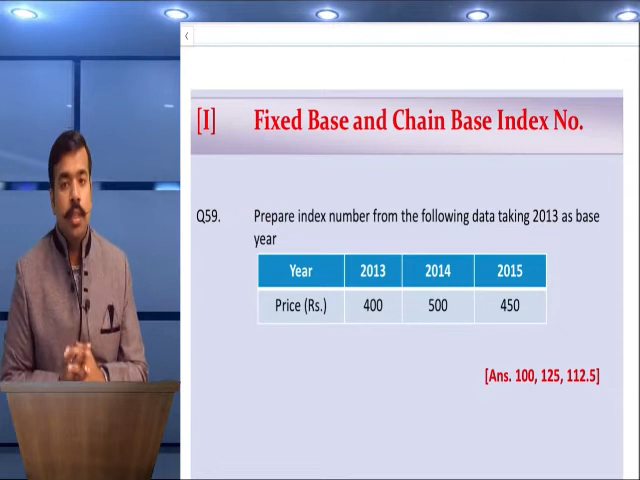 [I] Fixed Base and Chain Base Index No.
Q59. Prepare index number from the following data taking 2013 as base
year
Year 2013 2014 2015
Price (Rs.) 400 500 450
[Ans. 100, 125, 112.5]